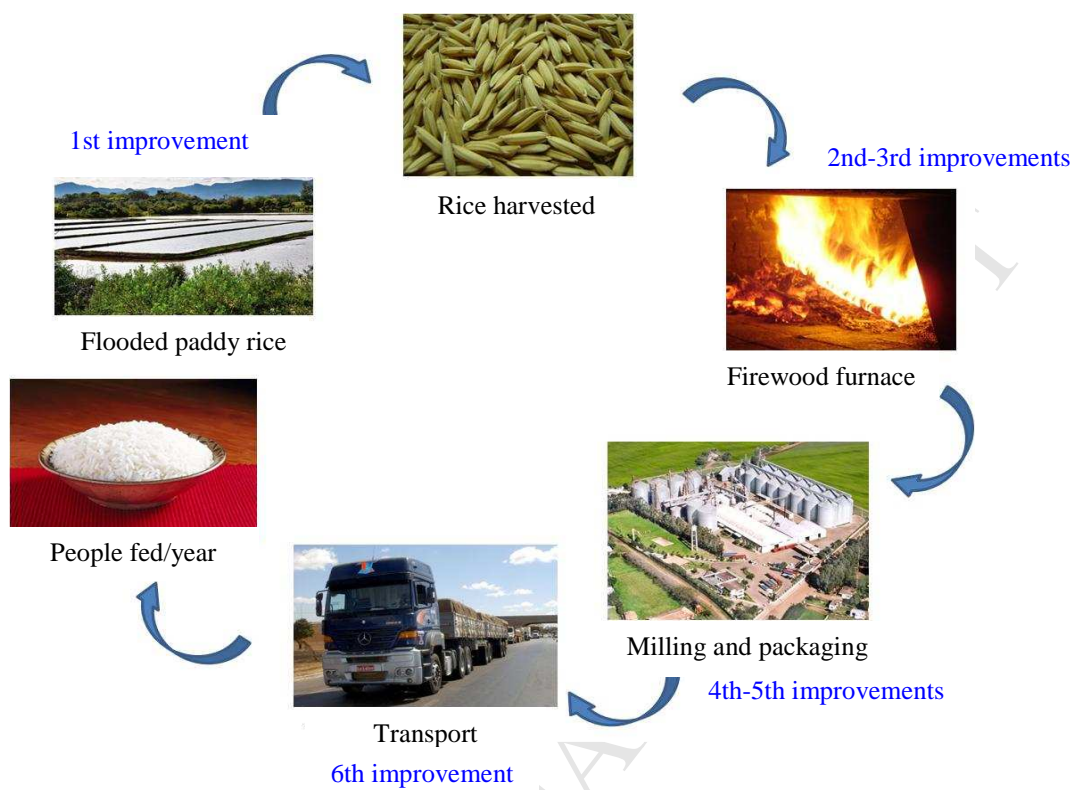 1st improvement
Rice harvested
2nd-3rd improvements
Flooded paddy rice
Firewood furnace
People fed/year
Milling and packaging
4th-5th improvements
Transport
6th improvement